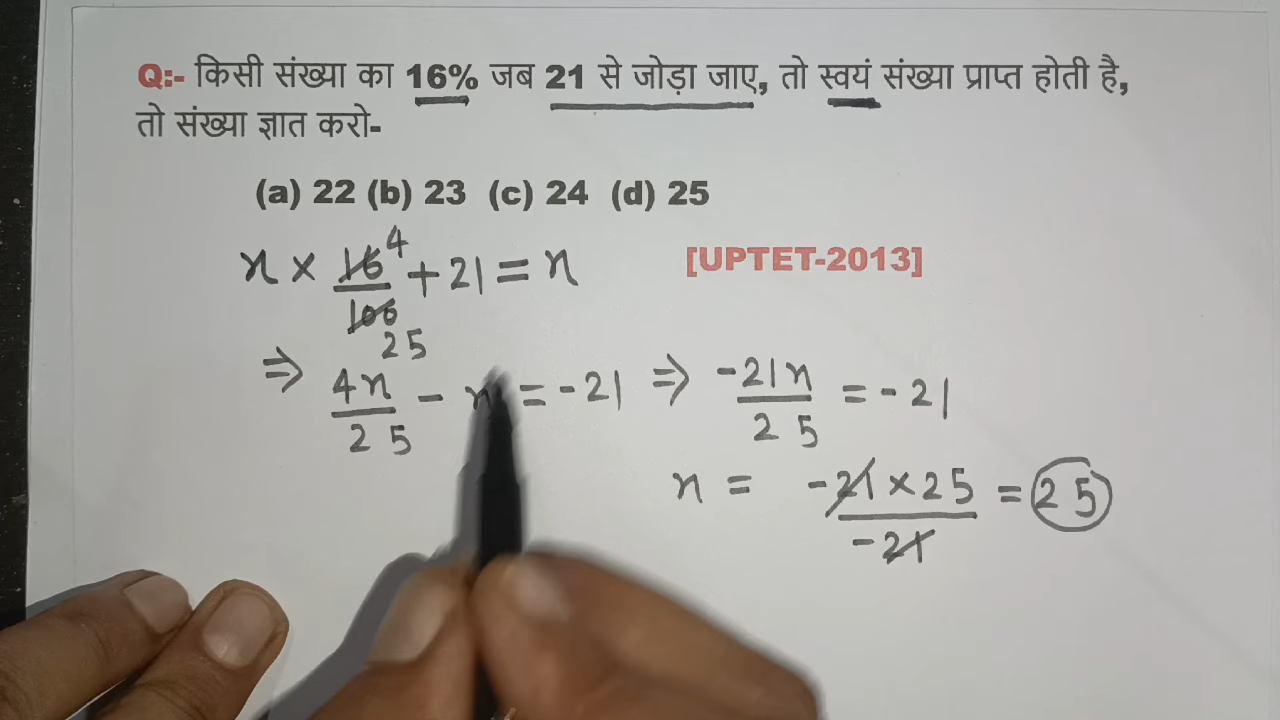 Q:- किसी संख्या का 16% जब 21 से जोड़ा जाए, तो स्वयं संख्या प्राप्त होती है,
तो संख्या ज्ञात करो-
(a) 22 (b) 23 (c) 24 (d) 25
[UPTET-2013]
x × 16/100 + 21 = x
4
25
⇒ 4x/25 - x = -21 ⇒ -21x/25 = -21
x = -21 × 25/-21 = 25